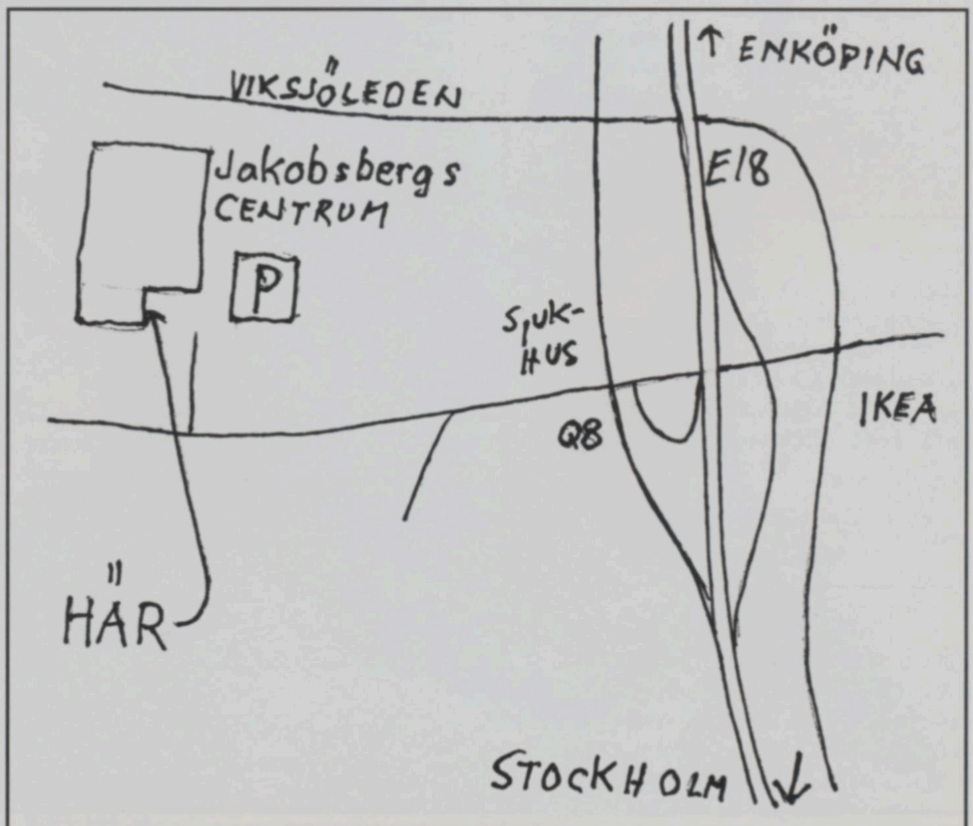 ↑ ENKÖPING
VIKSJÖLEDEN
E18
Jakobsbergs
CENTRUM
P
SJUK-
HUS
IKEA
Q8
HÄR
STOCKHOLM ↓